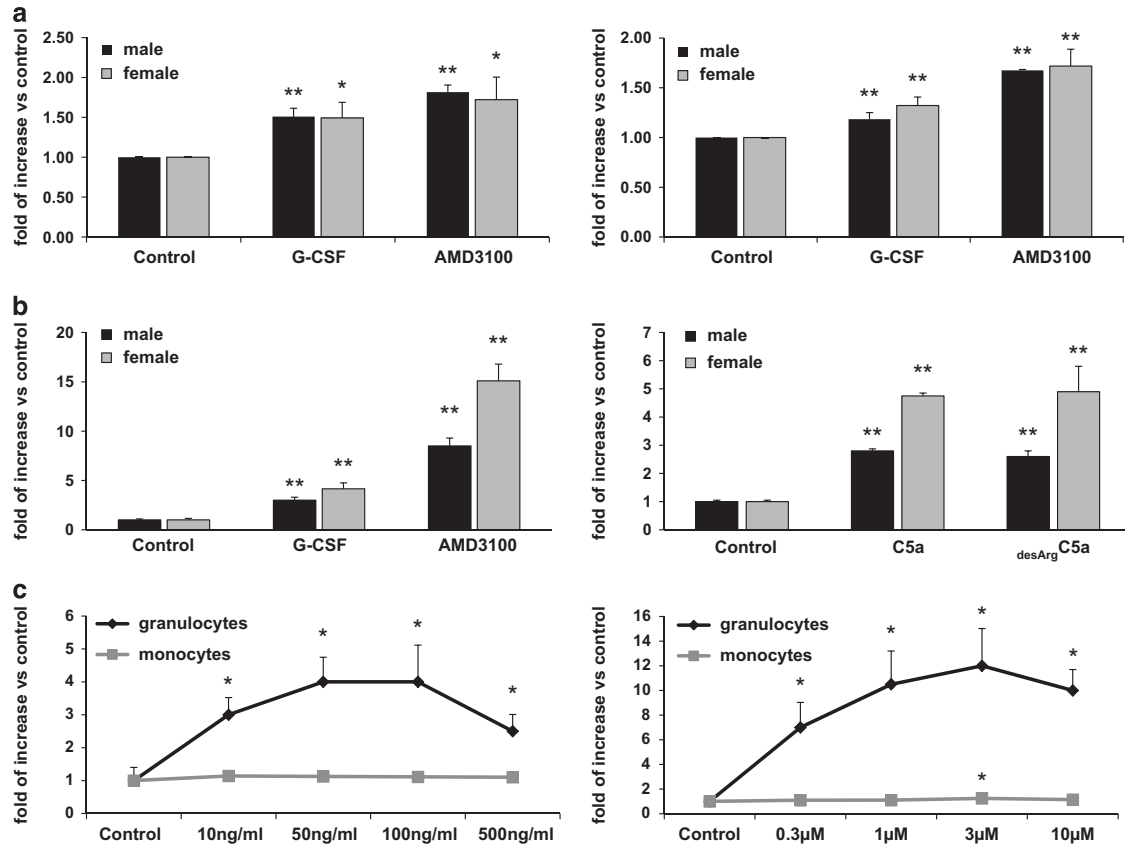 a
fold of increase vs control
2.50
2.00
1.50
1.00
0.50
0.00
male
female
**
*
**
*
Control
G-CSF
AMD3100
fold of increase vs control
2.00
1.50
1.00
0.50
0.00
male
female
**
**
**
**
Control
G-CSF
AMD3100
b
fold of increase vs control
20
15
10
5
0
male
female
**
**
**
**
Control
G-CSF
AMD3100
fold of increase vs control
7
6
5
4
3
2
1
0
male
female
**
**
**
**
Control
C5a
desArgC5a
c
fold of increase vs control
6
5
4
3
2
1
0
granulocytes
monocytes
*
*
*
*
Control
10ng/ml
50ng/ml
100ng/ml
500ng/ml
fold of increase vs control
16
14
12
10
8
6
4
2
0
granulocytes
monocytes
*
*
*
*
*
Control
0.3µM
1µM
3µM
10µM